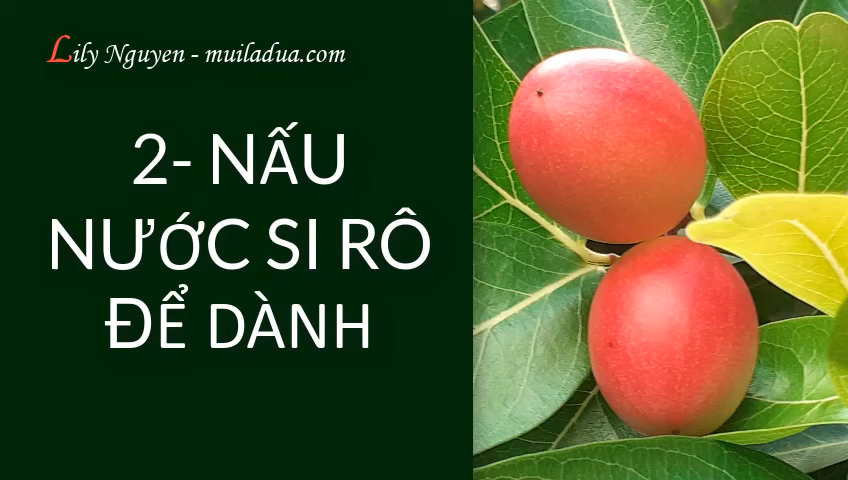 Lily Nguyen - muiladua.com
2- NẤU
NƯỚC SI RÔ
ĐỂ DÀNH